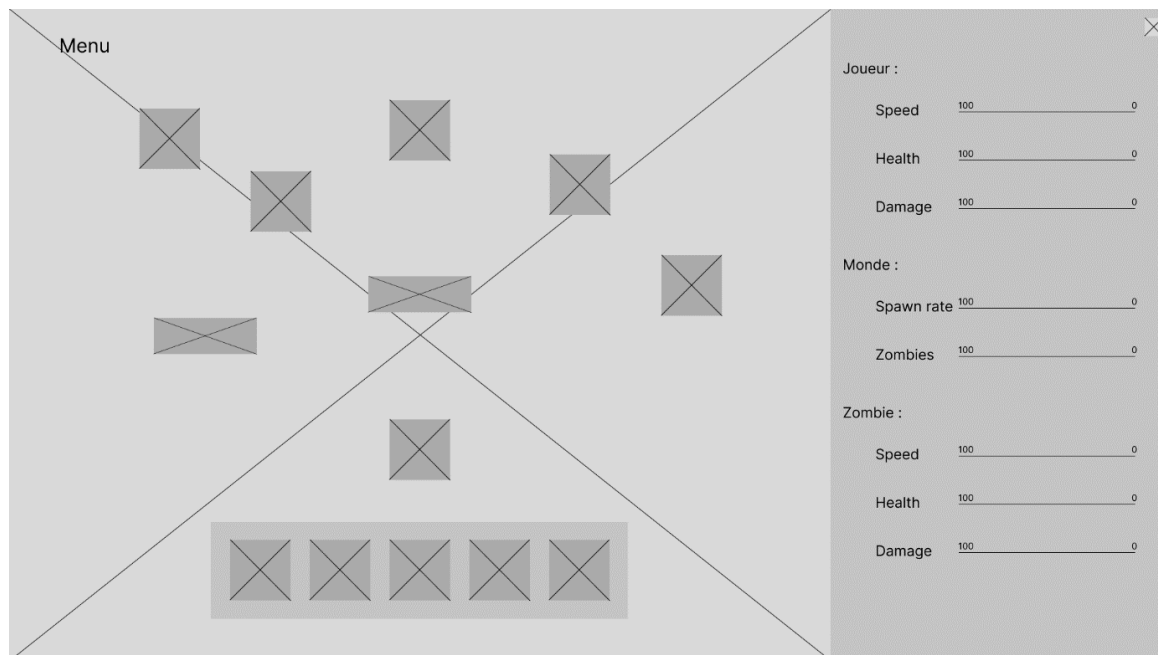 Menu
Joueur :
Speed 100 0
Health 100 0
Damage 100 0
Monde :
Spawn rate 100 0
Zombies 100 0
Zombie :
Speed 100 0
Health 100 0
Damage 100 0